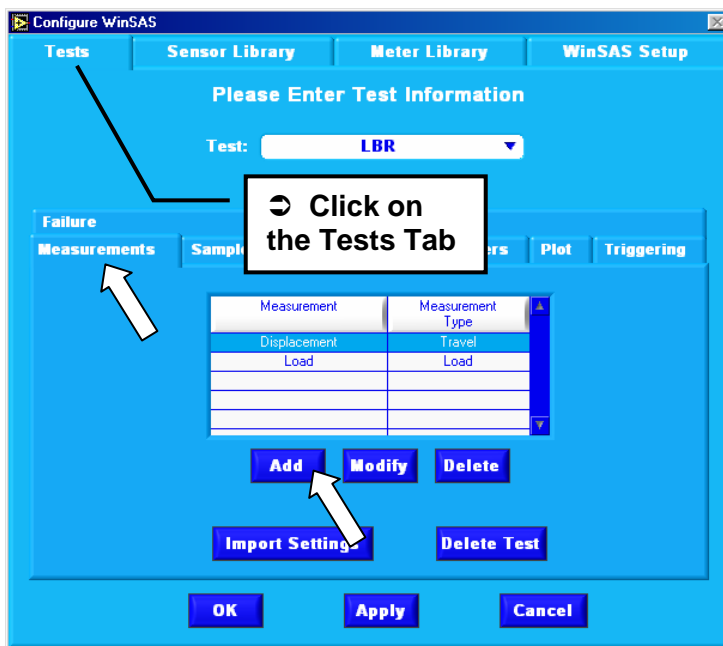 Configure WinSAS
Tests Sensor Library Meter Library WinSAS Setup
Please Enter Test Information
Test: LBR
➲ Click on
the Tests Tab
Failure
Measurements Sample Plot Triggering
Measurement Measurement
Type
Displacement Travel
Load Load
Add Modify Delete
Import Settings Delete Test
OK Apply Cancel